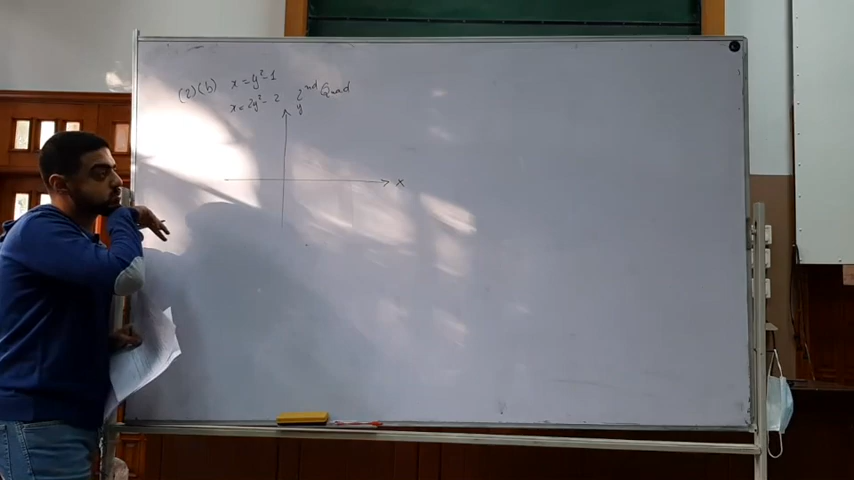 (2)(b) x = y² - 1
x = 2y² - 2 2nd Quad
y
x